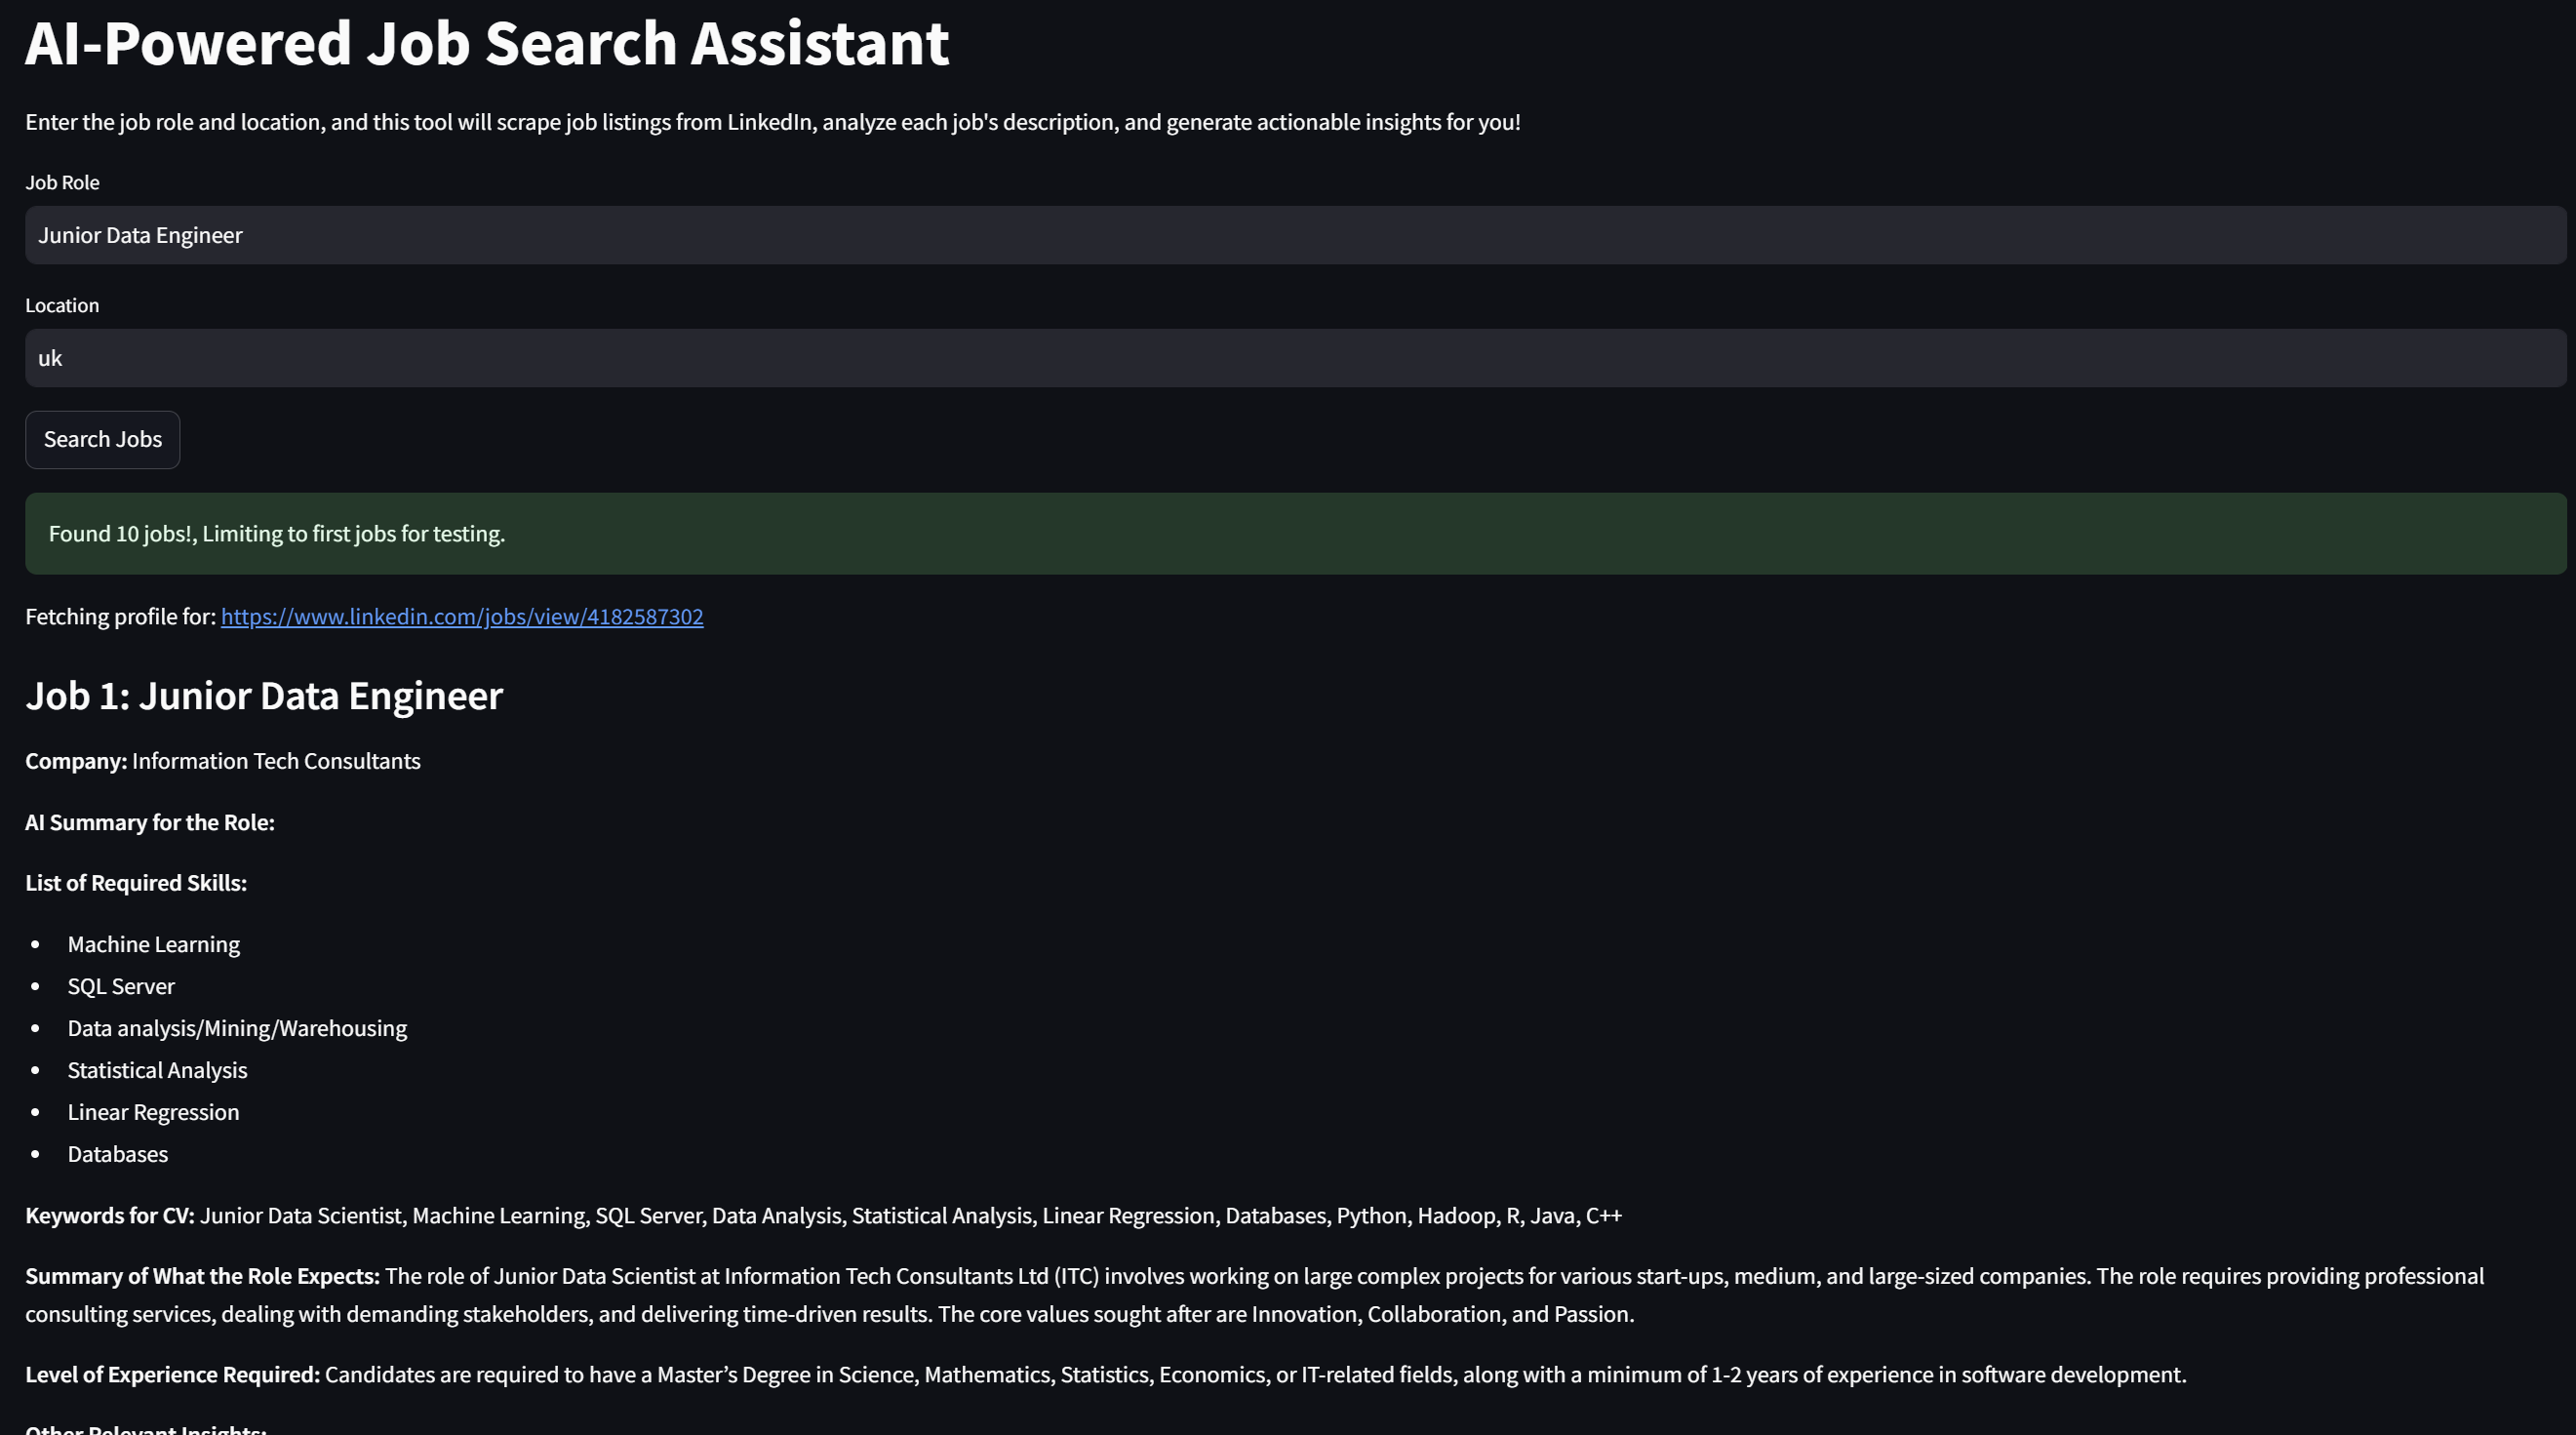 AI-Powered Job Search Assistant
Enter the job role and location, and this tool will scrape job listings from LinkedIn, analyze each job's description, and generate actionable insights for you!
Job Role
Junior Data Engineer
Location
uk
Search Jobs
Found 10 jobs!, Limiting to first jobs for testing.
Fetching profile for: https://www.linkedin.com/jobs/view/4182587302
Job 1: Junior Data Engineer
Company: Information Tech Consultants
AI Summary for the Role:
List of Required Skills:
• Machine Learning
• SQL Server
• Data analysis/Mining/Warehousing
• Statistical Analysis
• Linear Regression
• Databases
Keywords for CV: Junior Data Scientist, Machine Learning, SQL Server, Data Analysis, Statistical Analysis, Linear Regression, Databases, Python, Hadoop, R, Java, C++
Summary of What the Role Expects: The role of Junior Data Scientist at Information Tech Consultants Ltd (ITC) involves working on large complex projects for various start-ups, medium, and large-sized companies. The role requires providing professional
consulting services, dealing with demanding stakeholders, and delivering time-driven results. The core values sought after are Innovation, Collaboration, and Passion.
Level of Experience Required: Candidates are required to have a Master’s Degree in Science, Mathematics, Statistics, Economics, or IT-related fields, along with a minimum of 1-2 years of experience in software development.
Other Relevant Insights: